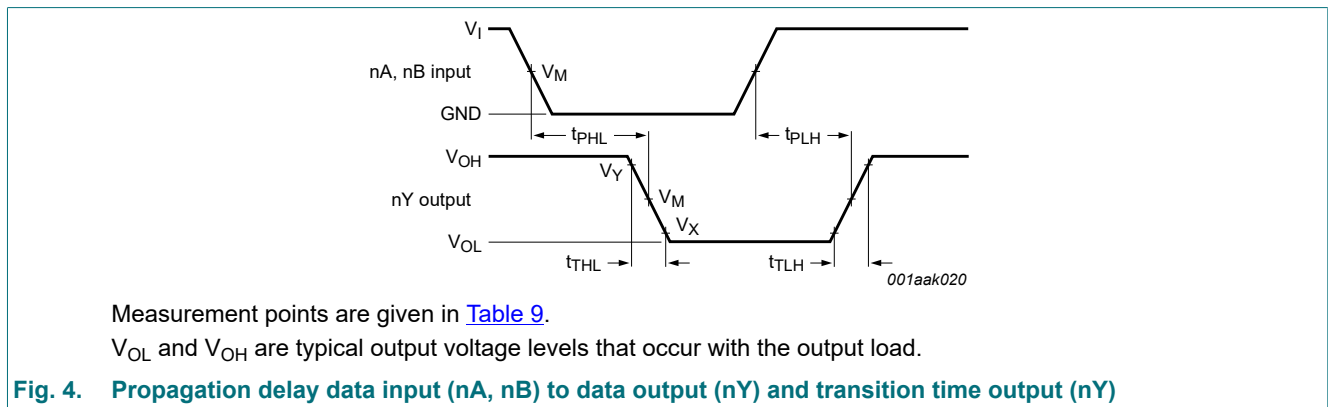 V_I
nA, nB input
V_M
GND
t_PHL
t_PLH
V_OH
V_Y
nY output
V_M
V_X
V_OL
t_THL
t_TLH
001aak020
Measurement points are given in Table 9.
V_OL and V_OH are typical output voltage levels that occur with the output load.
Fig. 4. Propagation delay data input (nA, nB) to data output (nY) and transition time output (nY)